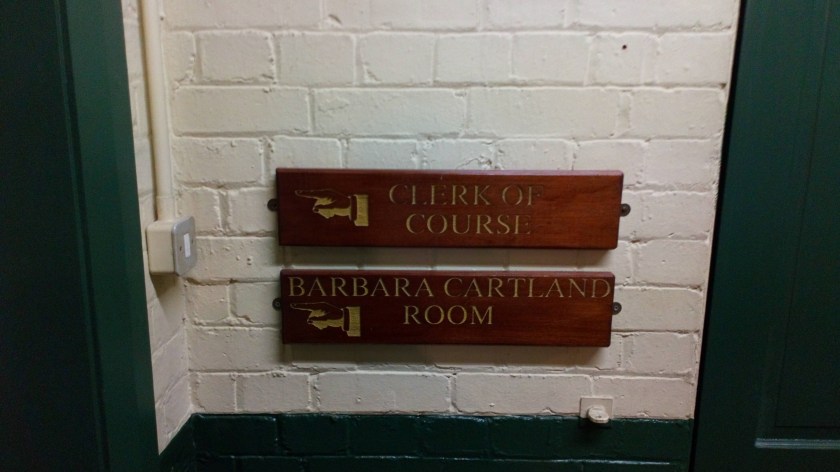 CLERK OF
COURSE
BARBARA CARTLAND
ROOM